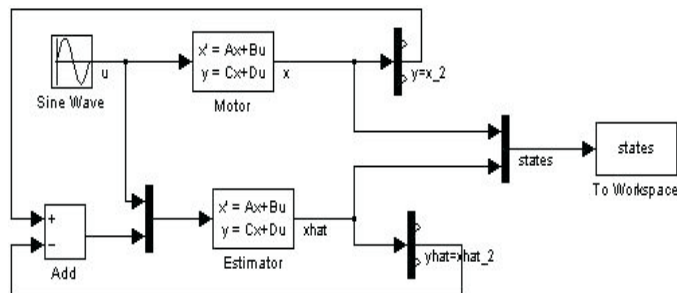 x' = Ax+Bu
y = Cx+Du
u
x
y=x_2
Sine Wave
Motor
states
states
To Workspace
+
−
x' = Ax+Bu
y = Cx+Du
xhat
yhat=xhat_2
Add
Estimator